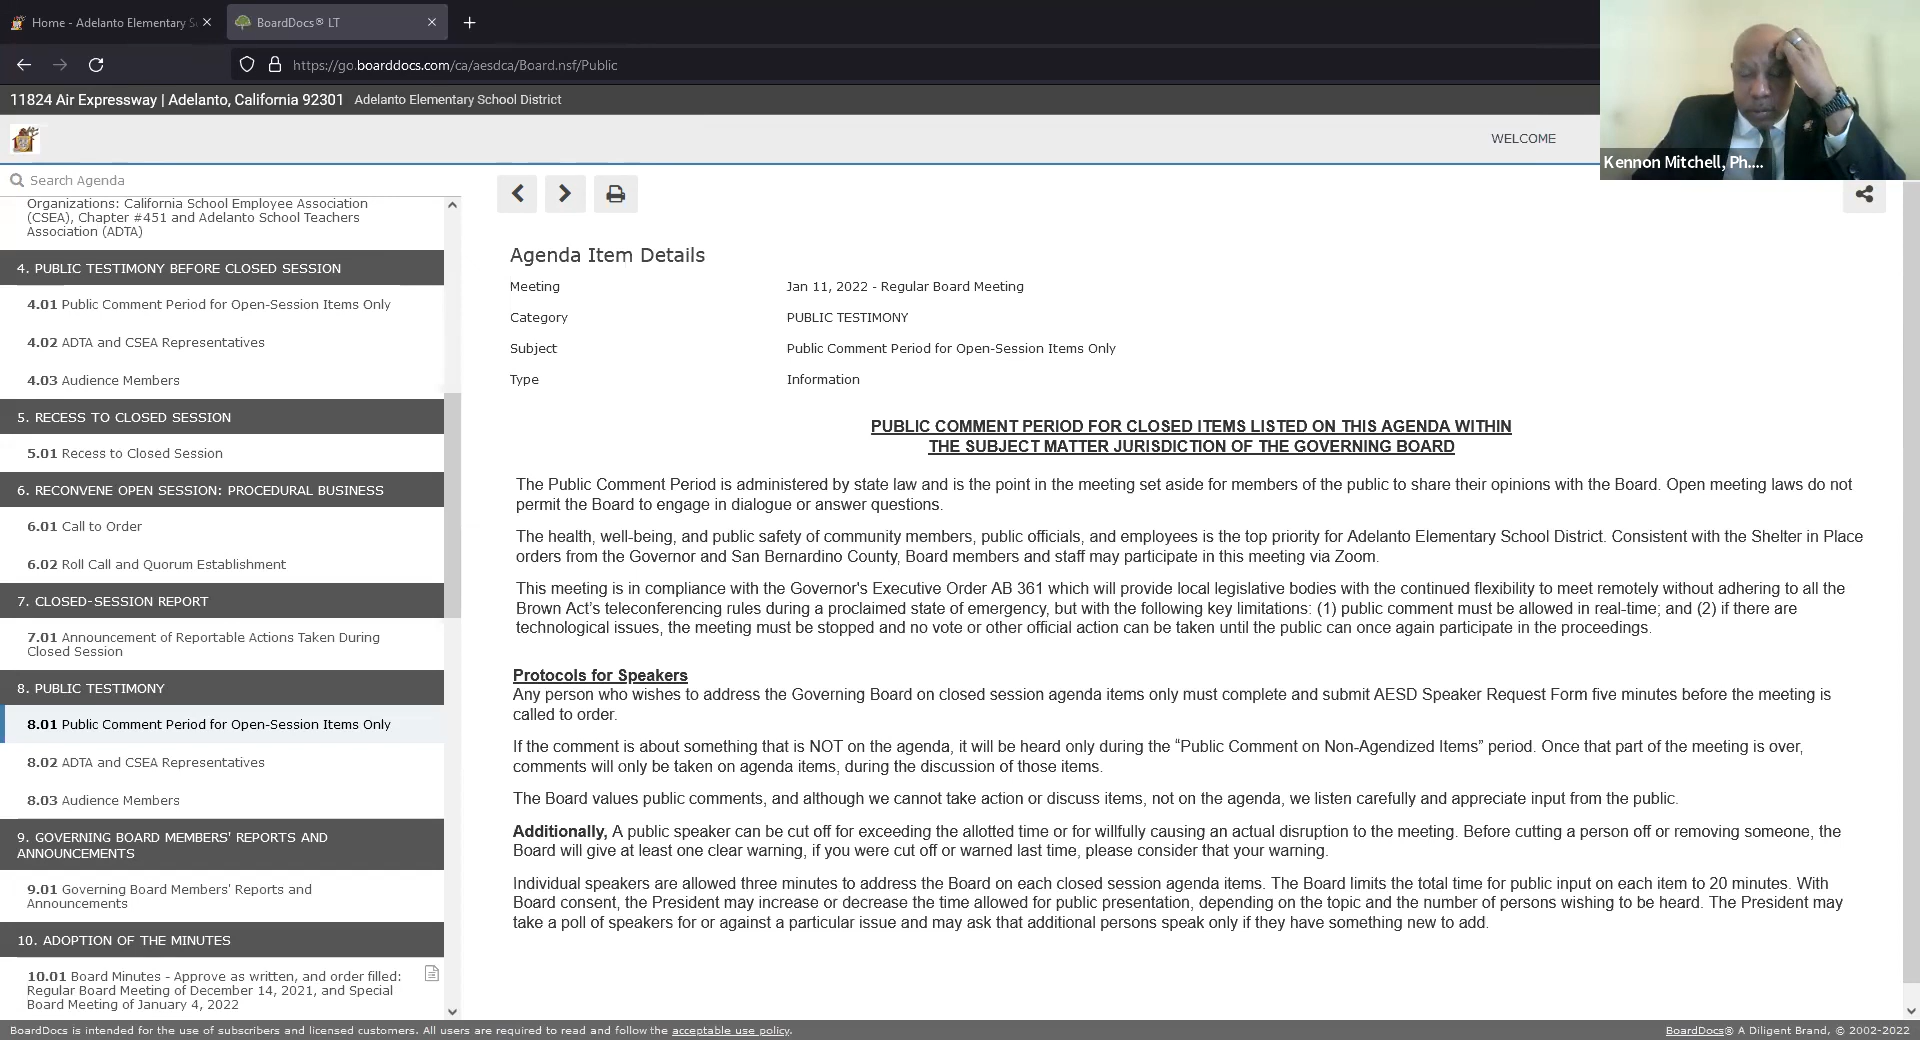 Home - Adelanto Elementary S
BoardDocs® LT
https://go.boarddocs.com/ca/aesdca/Board.nsf/Public
11824 Air Expressway | Adelanto, California 92301 Adelanto Elementary School District
WELCOME
Kennon Mitchell, Ph....
Search Agenda
Organizations: California School Employee Association
(CSEA), Chapter #451 and Adelanto School Teachers
Association (ADTA)
4. PUBLIC TESTIMONY BEFORE CLOSED SESSION
4.01 Public Comment Period for Open-Session Items Only
4.02 ADTA and CSEA Representatives
4.03 Audience Members
5. RECESS TO CLOSED SESSION
5.01 Recess to Closed Session
6. RECONVENE OPEN SESSION: PROCEDURAL BUSINESS
6.01 Call to Order
6.02 Roll Call and Quorum Establishment
7. CLOSED-SESSION REPORT
7.01 Announcement of Reportable Actions Taken During
Closed Session
8. PUBLIC TESTIMONY
8.01 Public Comment Period for Open-Session Items Only
8.02 ADTA and CSEA Representatives
8.03 Audience Members
9. GOVERNING BOARD MEMBERS' REPORTS AND
ANNOUNCEMENTS
9.01 Governing Board Members' Reports and
Announcements
10. ADOPTION OF THE MINUTES
10.01 Board Minutes - Approve as written, and order filled:
Regular Board Meeting of December 14, 2021, and Special
Board Meeting of January 4, 2022
Agenda Item Details
Meeting Jan 11, 2022 - Regular Board Meeting
Category PUBLIC TESTIMONY
Subject Public Comment Period for Open-Session Items Only
Type Information
PUBLIC COMMENT PERIOD FOR CLOSED ITEMS LISTED ON THIS AGENDA WITHIN
THE SUBJECT MATTER JURISDICTION OF THE GOVERNING BOARD
The Public Comment Period is administered by state law and is the point in the meeting set aside for members of the public to share their opinions with the Board. Open meeting laws do not
permit the Board to engage in dialogue or answer questions.
The health, well-being, and public safety of community members, public officials, and employees is the top priority for Adelanto Elementary School District. Consistent with the Shelter in Place
orders from the Governor and San Bernardino County, Board members and staff may participate in this meeting via Zoom.
This meeting is in compliance with the Governor's Executive Order AB 361 which will provide local legislative bodies with the continued flexibility to meet remotely without adhering to all the
Brown Act's teleconferencing rules during a proclaimed state of emergency, but with the following key limitations: (1) public comment must be allowed in real-time; and (2) if there are
technological issues, the meeting must be stopped and no vote or other official action can be taken until the public can once again participate in the proceedings.
Protocols for Speakers
Any person who wishes to address the Governing Board on closed session agenda items only must complete and submit AESD Speaker Request Form five minutes before the meeting is
called to order.
If the comment is about something that is NOT on the agenda, it will be heard only during the “Public Comment on Non-Agendized Items” period. Once that part of the meeting is over,
comments will only be taken on agenda items, during the discussion of those items.
The Board values public comments, and although we cannot take action or discuss items, not on the agenda, we listen carefully and appreciate input from the public.
Additionally, A public speaker can be cut off for exceeding the allotted time or for willfully causing an actual disruption to the meeting. Before cutting a person off or removing someone, the
Board will give at least one clear warning, if you were cut off or warned last time, please consider that your warning.
Individual speakers are allowed three minutes to address the Board on each closed session agenda items. The Board limits the total time for public input on each item to 20 minutes. With
Board consent, the President may increase or decrease the time allowed for public presentation, depending on the topic and the number of persons wishing to be heard. The President may
take a poll of speakers for or against a particular issue and may ask that additional persons speak only if they have something new to add.
BoardDocs is intended for the use of subscribers and licensed customers. All users are required to read and follow the acceptable use policy.
BoardDocs® A Diligent Brand, © 2002-2022